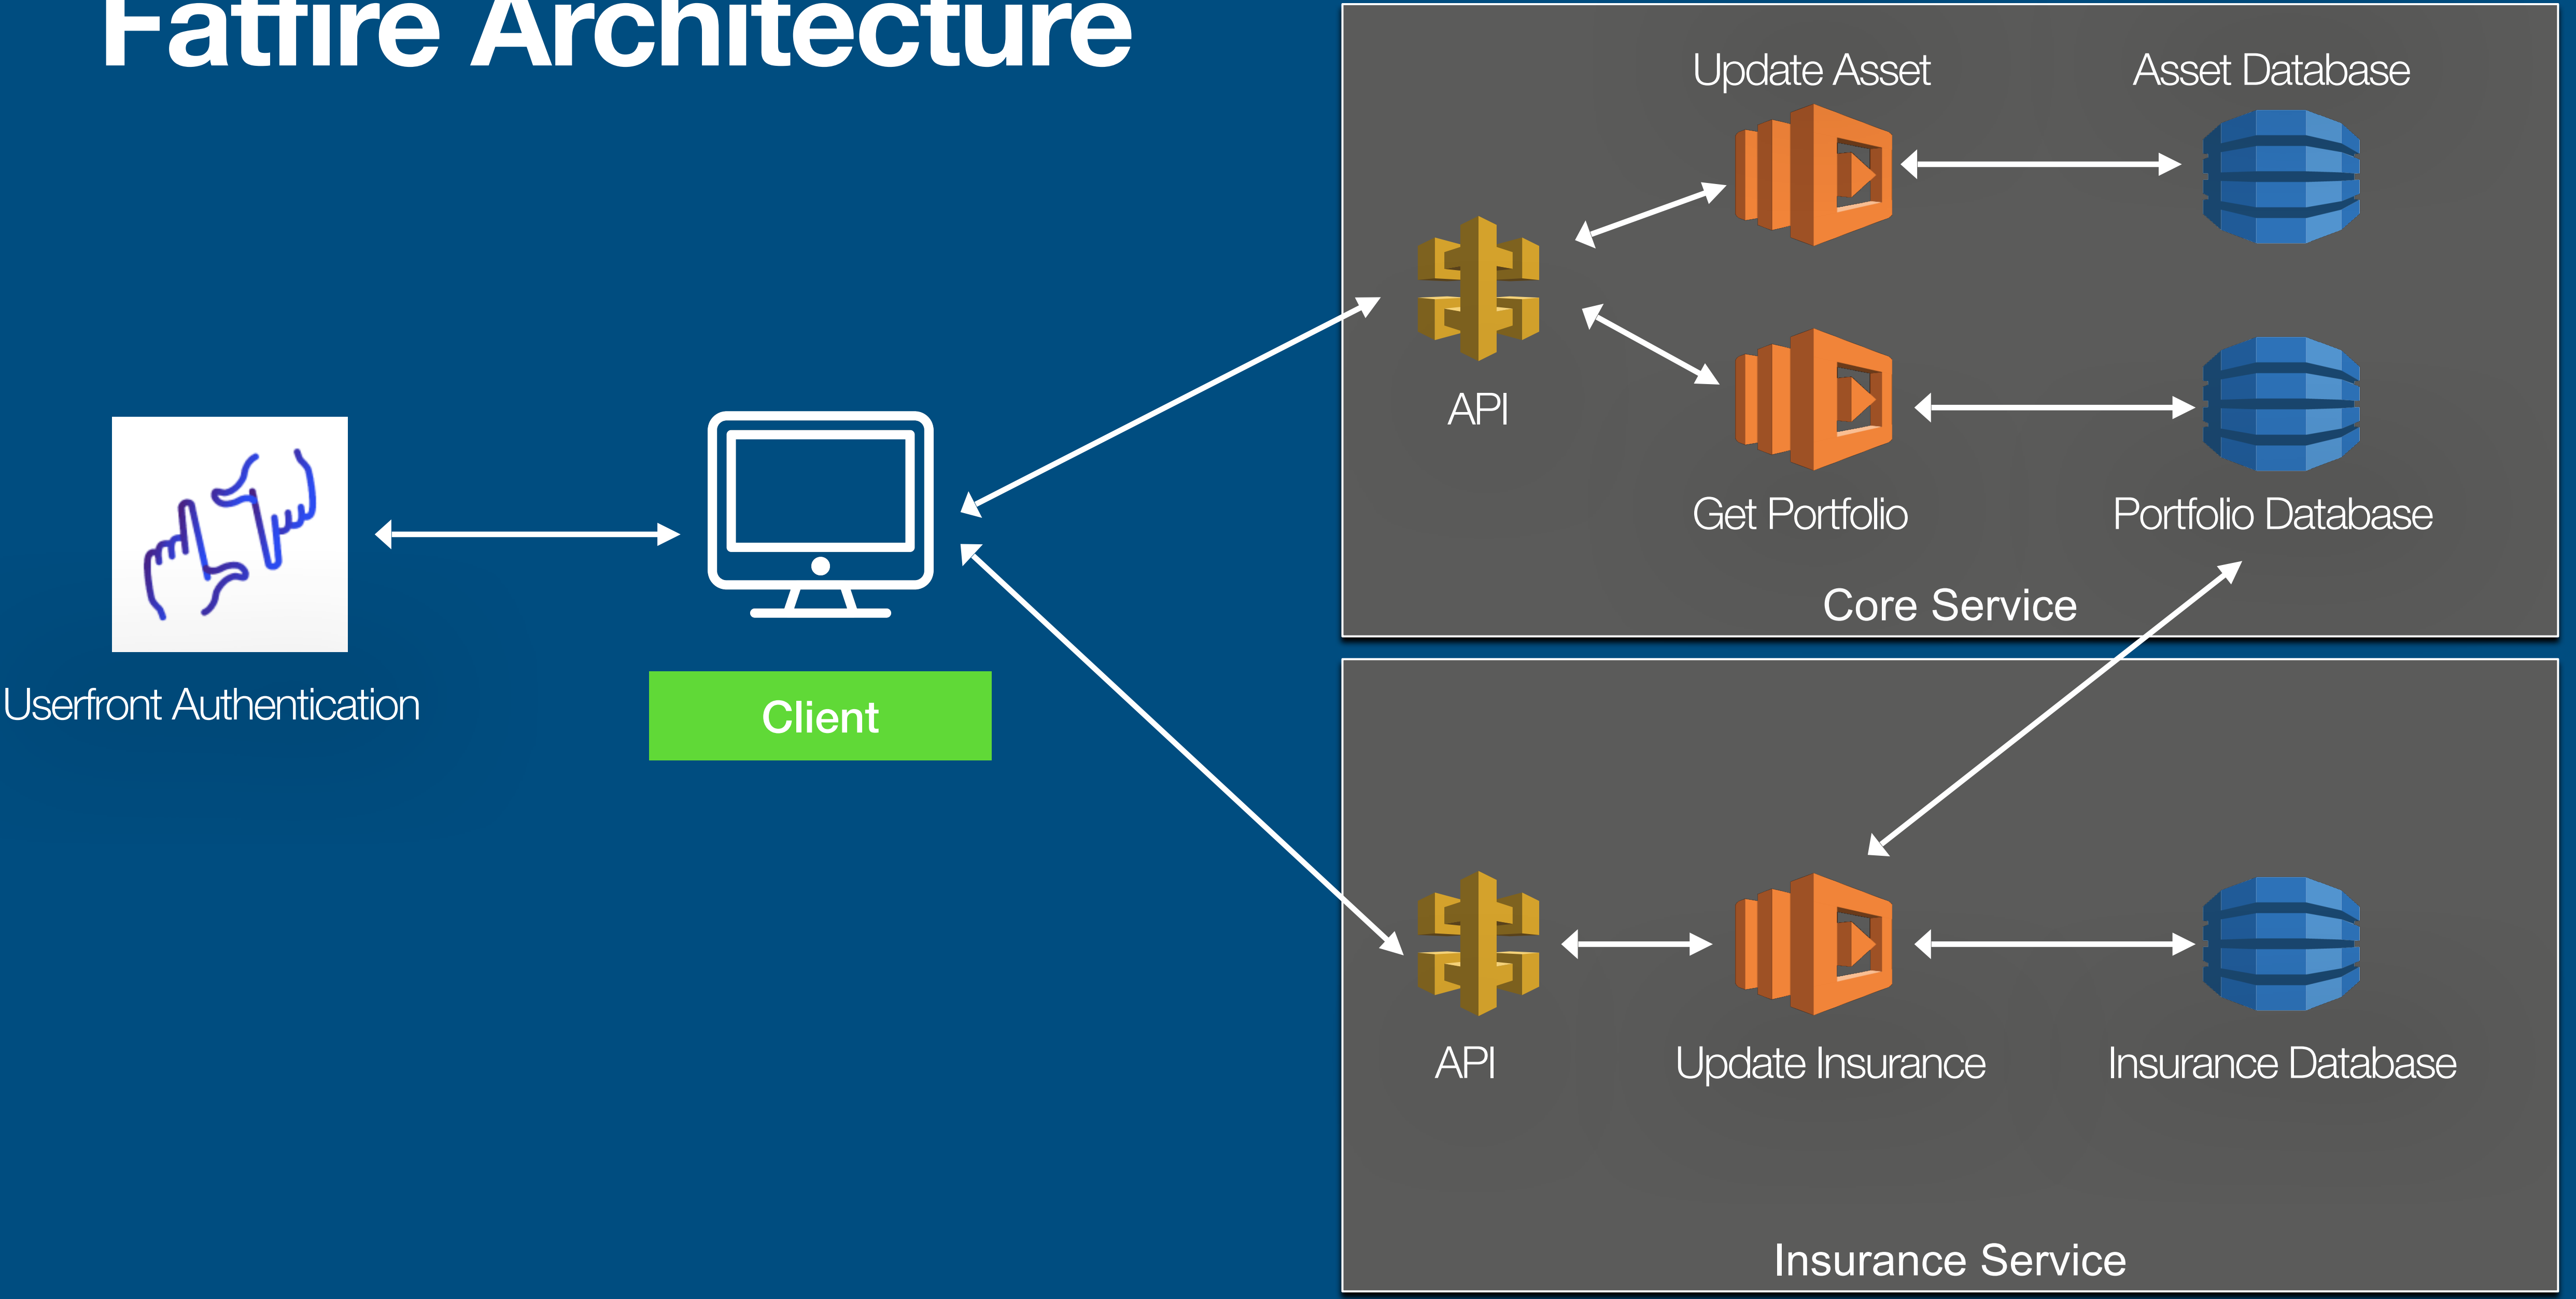 Fatfire Architecture
Update Asset
Asset Database
API
Get Portfolio
Portfolio Database
Core Service
Userfront Authentication
Client
API
Update Insurance
Insurance Database
Insurance Service